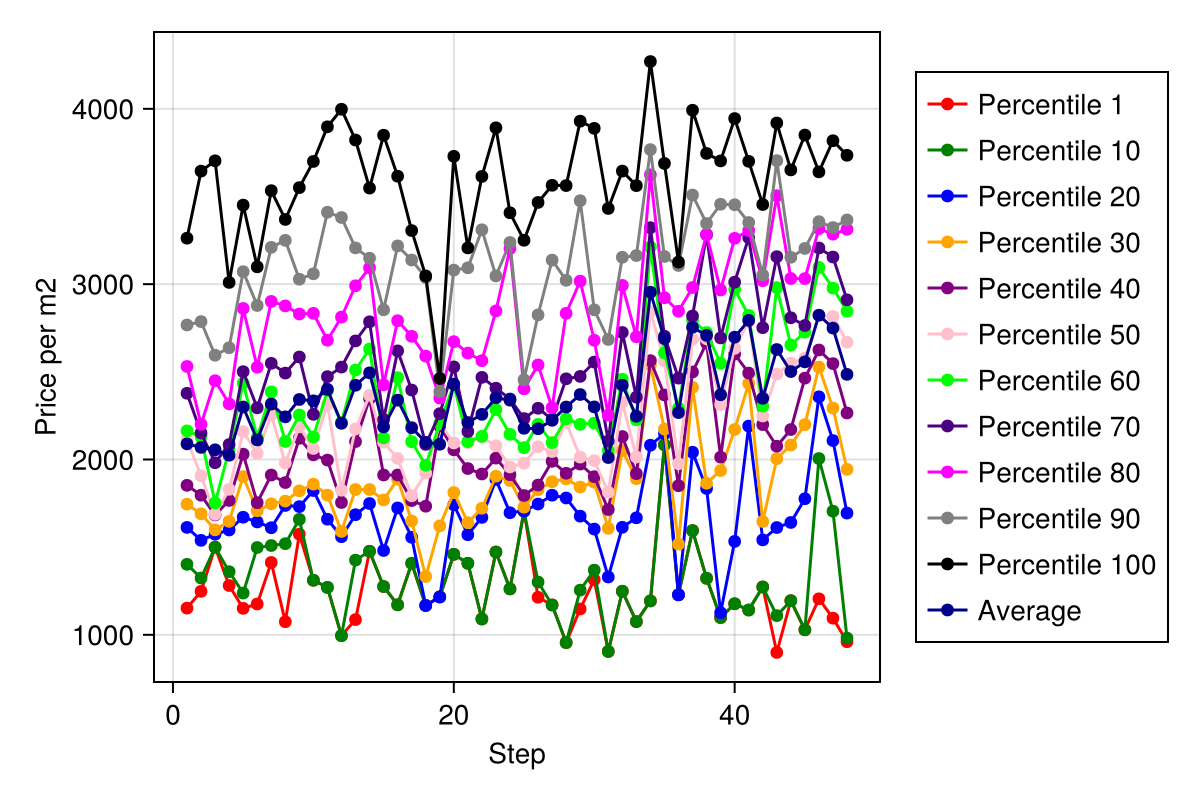 4000
3000
2000
1000
Price per m2
0
20
40
Step
Percentile 1
Percentile 10
Percentile 20
Percentile 30
Percentile 40
Percentile 50
Percentile 60
Percentile 70
Percentile 80
Percentile 90
Percentile 100
Average